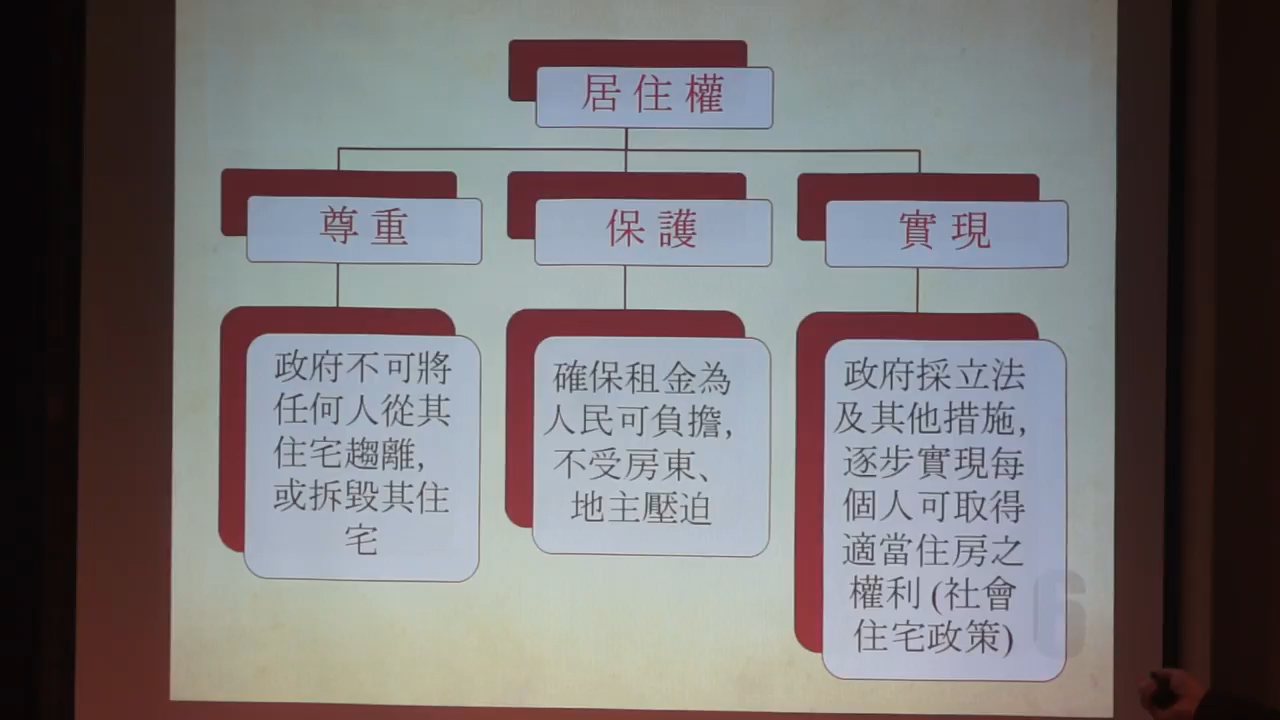 居住權
尊重
保護
實現
政府不可將
任何人從其
住宅趨離，
或拆毀其住
宅
確保租金為
人民可負擔，
不受房東、
地主壓迫
政府採立法
及其他措施，
逐步實現每
個人可取得
適當住房之
權利(社會
住宅政策)
6